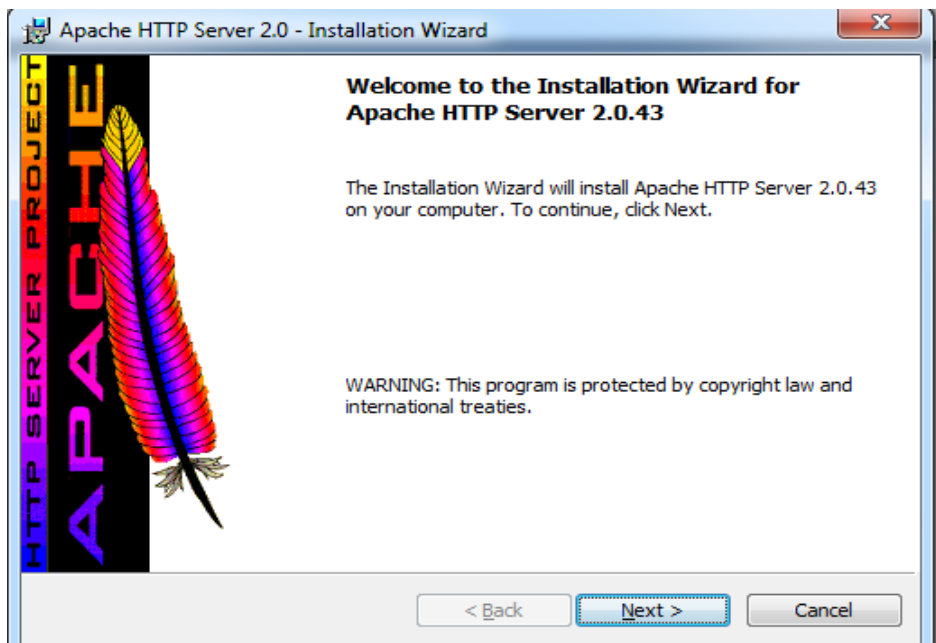 Apache HTTP Server 2.0 - Installation Wizard
HTTP SERVER PROJECT
APACHE
Welcome to the Installation Wizard for
Apache HTTP Server 2.0.43
The Installation Wizard will install Apache HTTP Server 2.0.43
on your computer. To continue, click Next.
WARNING: This program is protected by copyright law and
international treaties.
< Back
Next >
Cancel